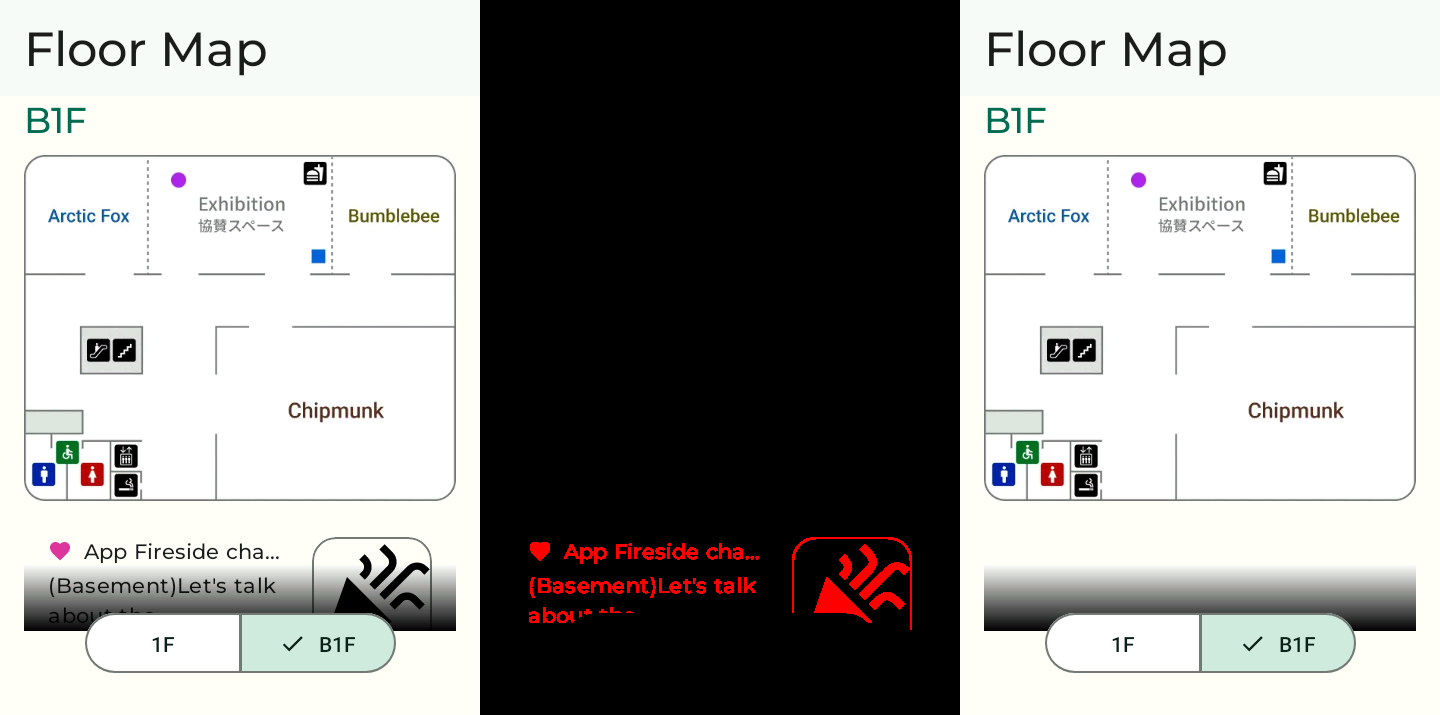 Floor Map
B1F
Arctic Fox
Exhibition
協賛スペース
Bumblebee
Chipmunk
App Fireside cha...
(Basement)Let's talk
about the
1F
B1F
App Fireside cha...
(Basement)Let's talk
about the
Floor Map
B1F
Arctic Fox
Exhibition
協賛スペース
Bumblebee
Chipmunk
1F
B1F